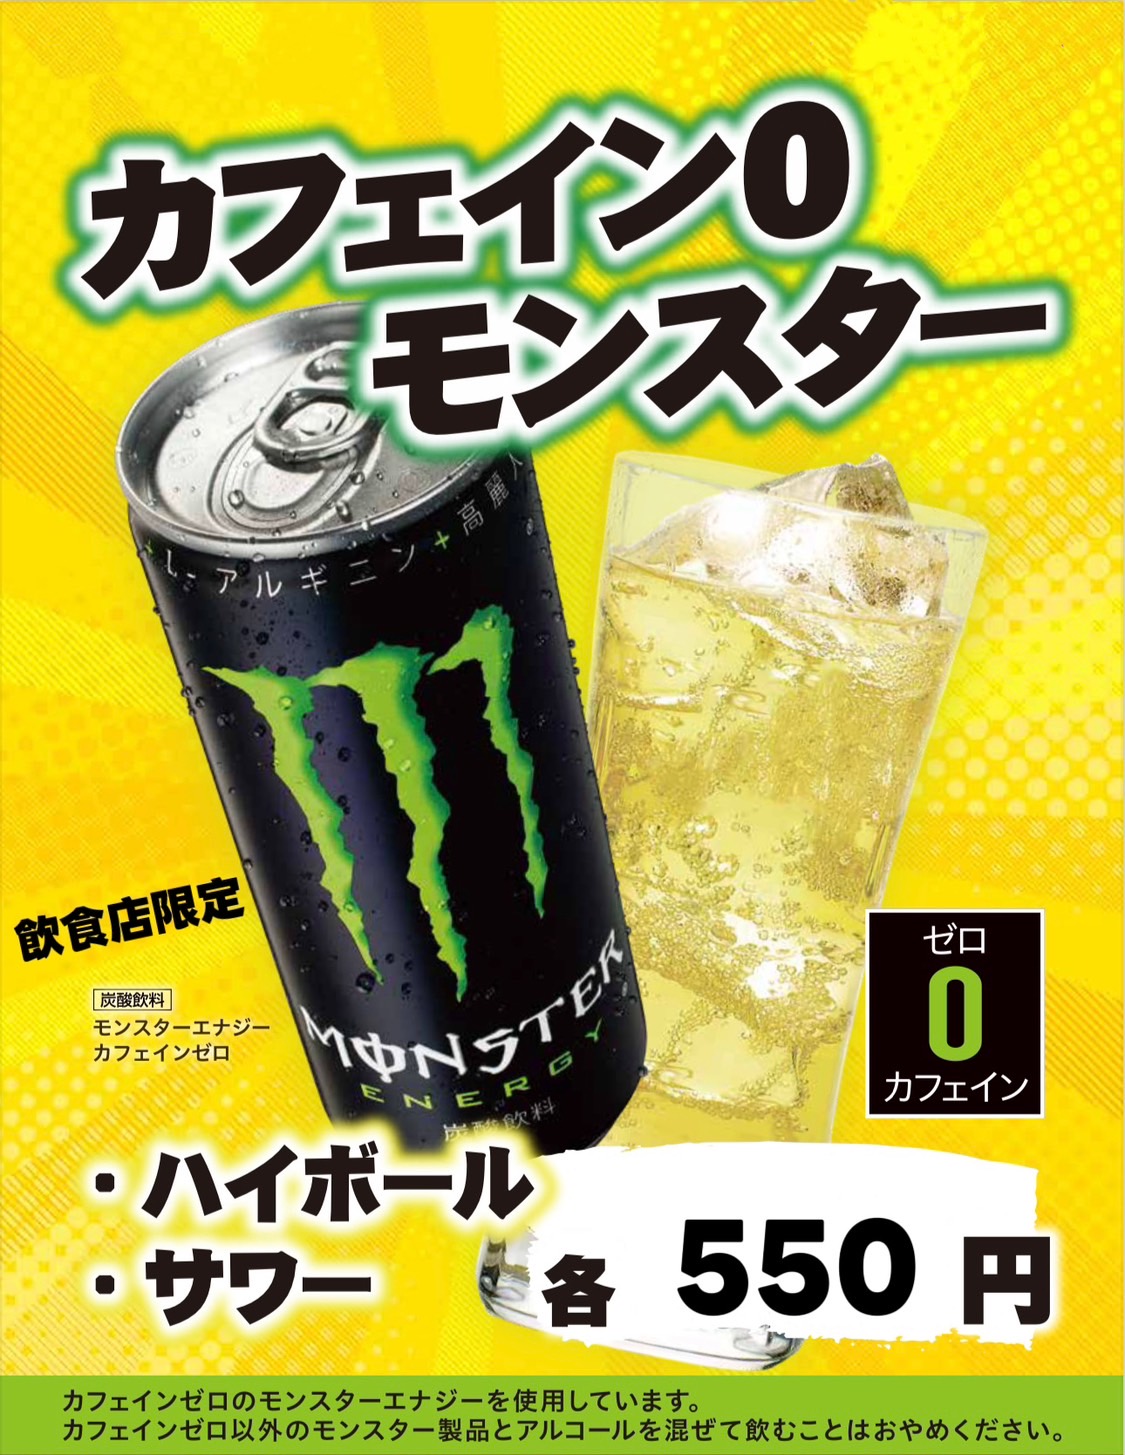 カフェイン0
モンスター
L-アルギニン+高麗人
MONSTER
ENERGY
炭酸飲料
飲食店限定
炭酸飲料
モンスターエナジー
カフェインゼロ
ゼロ
0
カフェイン
・ハイボール
・サワー
各 550 円
カフェインゼロのモンスターエナジーを使用しています。
カフェインゼロ以外のモンスター製品とアルコールを混ぜて飲むことはおやめください。